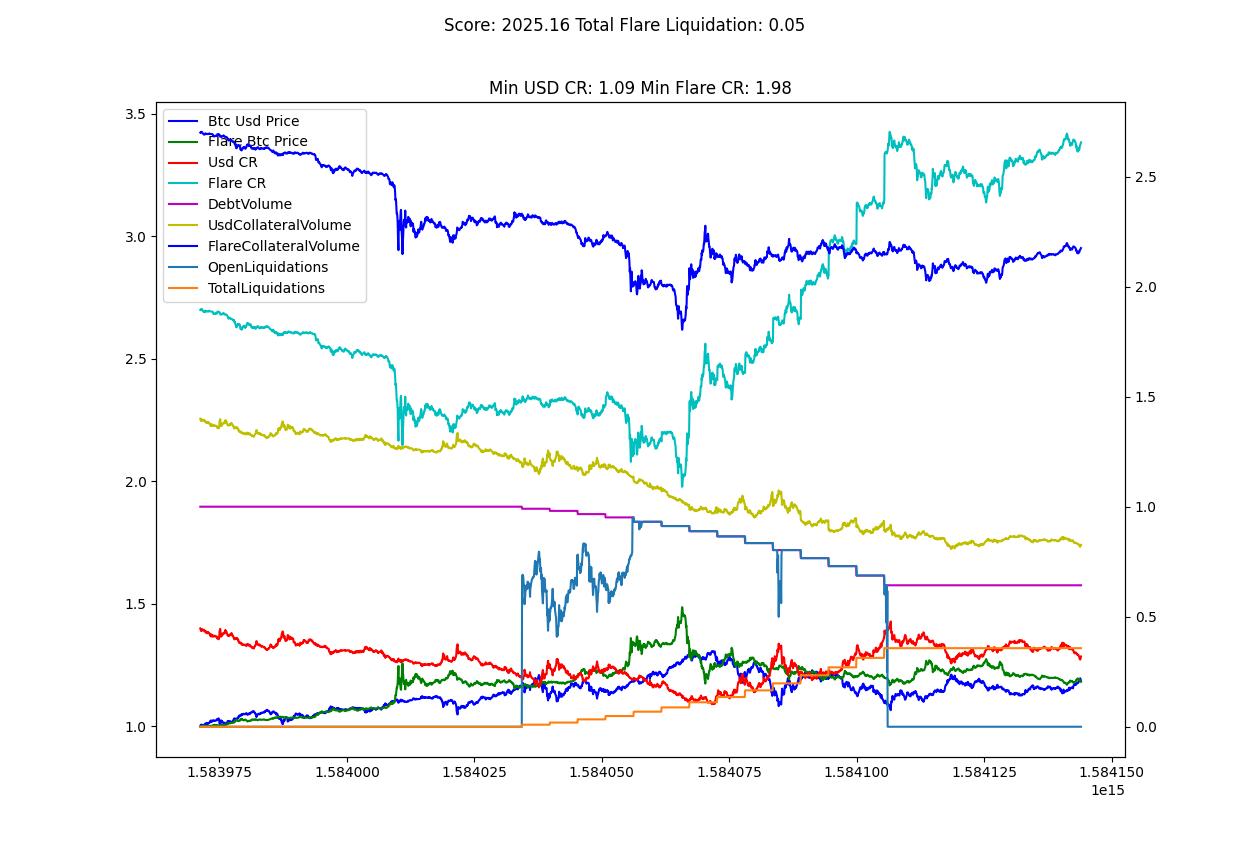 Score: 2025.16 Total Flare Liquidation: 0.05
Min USD CR: 1.09 Min Flare CR: 1.98
Btc Usd Price
Flare Btc Price
Usd CR
Flare CR
DebtVolume
UsdCollateralVolume
FlareCollateralVolume
OpenLiquidations
TotalLiquidations
3.5
3.0
2.5
2.0
1.5
1.0
2.5
2.0
1.5
1.0
0.5
0.0
1.583975 1.584000 1.584025 1.584050 1.584075 1.584100 1.584125 1.584150
1e15